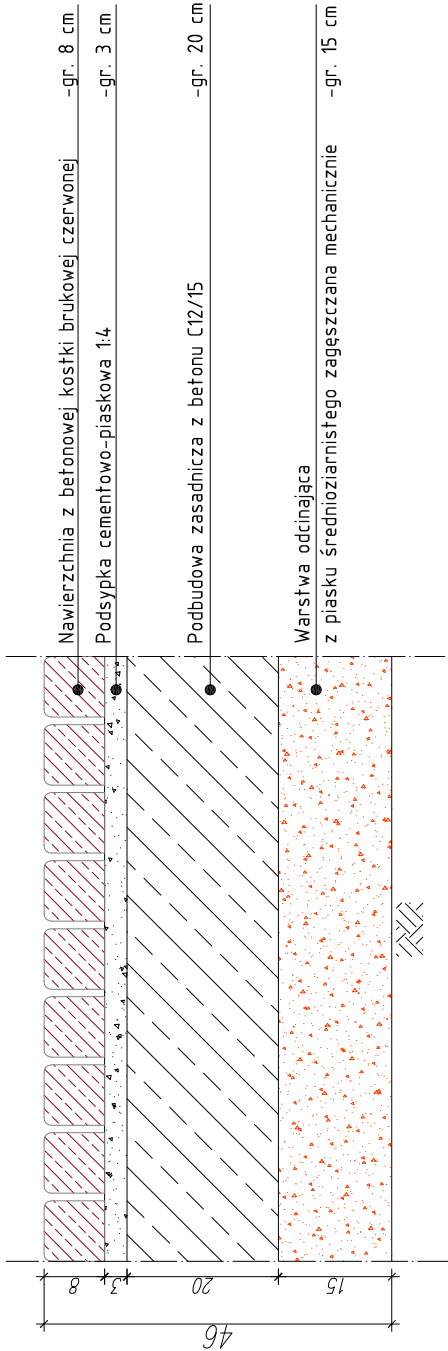 Nawierzchnia z betonowej kostki brukowej czerwonej -gr. 8 cm
Podsypka cementowo-piaskowa 1:4 -gr. 3 cm
Podbudowa zasadnicza z betonu C12/15 -gr. 20 cm
Warstwa odcinająca
z piasku średnioziarnistego zagęszczana mechanicznie -gr. 15 cm
8
3
20
15
46